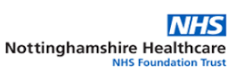 NHS
Nottinghamshire Healthcare
NHS Foundation Trust